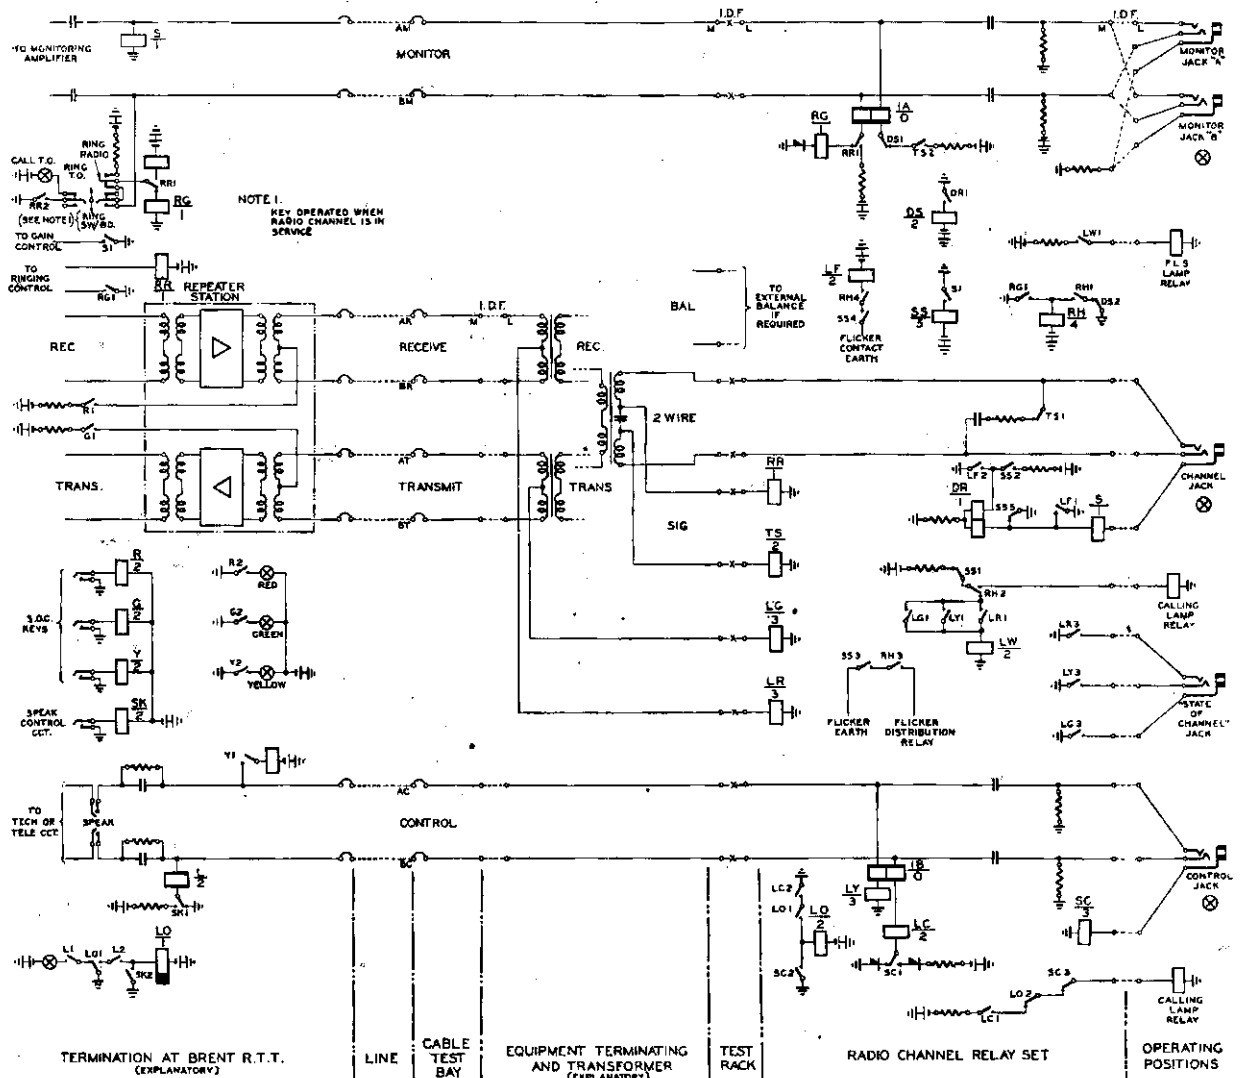 I.D.F.
M L
I.D.F.
M L
S
1
AM
TO MONITORING
AMPLIFIER
MONITOR
MONITOR
JACK "A"
BM
RG
IA
0
RING
RADIO
RING
T.O.
CALL T.O.
RR1
DS1
TS2
MONITOR
JACK "B"
RR1
RR2
RG
1
(SEE NOTE 1)
RING
SW/BD.
NOTE 1.
KEY OPERATED WHEN
RADIO CHANNEL IS IN
SERVICE
DR1
DS
2
TO GAIN
CONTROL
S1
LW1
F.L.S
LAMP
RELAY
TO
RINGING
CONTROL
RR
RG1
REPEATER
STATION
LF
2
RH4
SS4
FLICKER
CONTACT
EARTH
BAL
TO
EXTERNAL
BALANCE
IF
REQUIRED
S1
SS
5
RG1
RH1
DS2
RH
4
I.D.F.
M L
AR
REC
RECEIVE
REC.
BR
R1
G1
2 WIRE
TS1
AT
TRANS.
TRANSMIT
TRANS
BT
RR
SIG
LF2
SS2
DR
1
SS5
LF1
S
CHANNEL
JACK
TS
2
R
2
R2
RED
S.O.C.
KEYS
G
2
G2
GREEN
Y
2
Y2
YELLOW
SPEAK
CONTROL
CCT.
SK
2
SS1
RH2
LG1
LY1
LR1
LW
2
CALLING
LAMP
RELAY
LG
3
LR
3
SS3
RH3
FLICKER
EARTH
FLICKER
DISTRIBUTION
RELAY
LR3
LY3
LG3
"STATE
OF
CHANNEL"
JACK
Y1
AC
TO
TECH OR
TELE CCT.
SPEAK
CONTROL
BC
L
2
SK1
L1
LO1
L2
SK2
LO
1
LC2
LO1
LO
2
SC2
LY
3
IB
0
LC
2
SC1
SC
3
CONTROL
JACK
LC1
LO2
SC3
CALLING
LAMP
RELAY
TERMINATION AT BRENT R.T.T.
(EXPLANATORY)
LINE
CABLE
TEST
BAY
EQUIPMENT TERMINATING
AND TRANSFORMER
(EXPLANATORY)
TEST
RACK
RADIO CHANNEL RELAY SET
OPERATING
POSITIONS